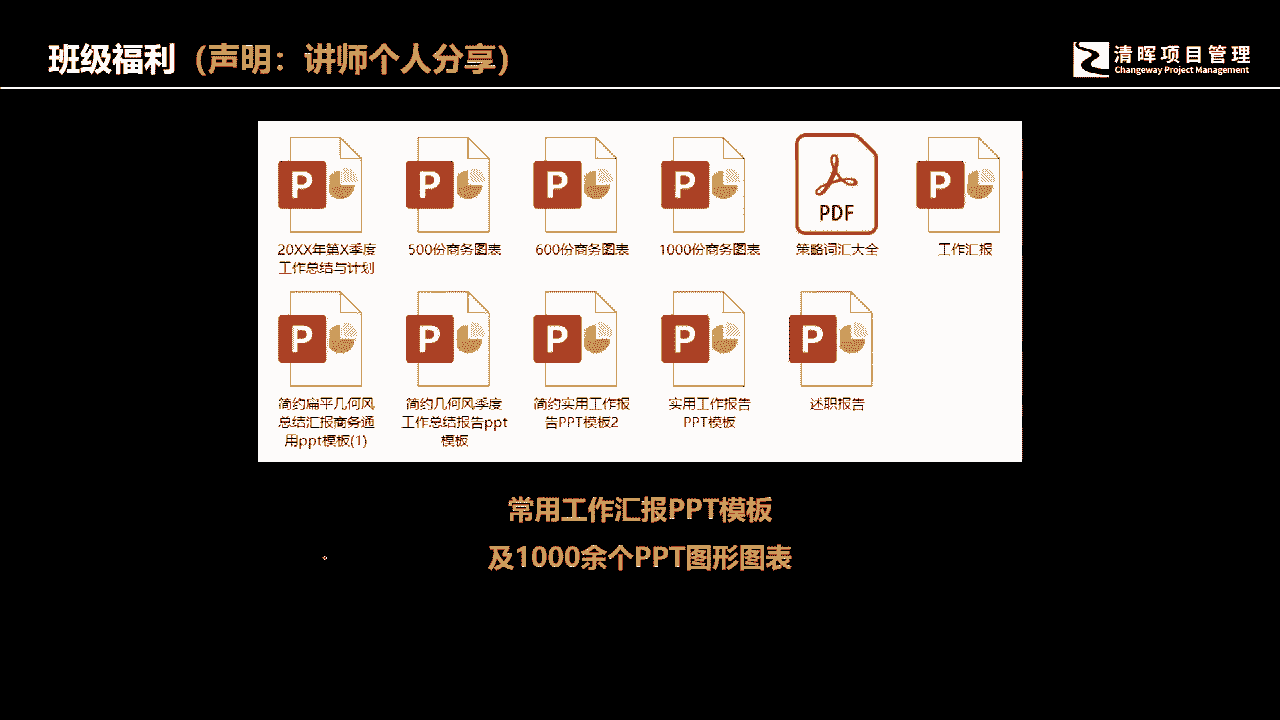 班级福利（声明：讲师个人分享）
清晖项目管理
Changeway Project Management
P
P
P
P
PDF
P
20XX年第X季度
工作总结与计划
500份商务图表
600份商务图表
1000份商务图表
策略词汇大全
工作汇报
P
P
P
P
P
简约扁平几何风
总结汇报商务通
用ppt模板(1)
简约几何风季度
工作总结报告ppt
模板
简约实用工作报
告PPT模板2
实用工作报告
PPT模板
述职报告
常用工作汇报PPT模板
及1000余个PPT图形图表